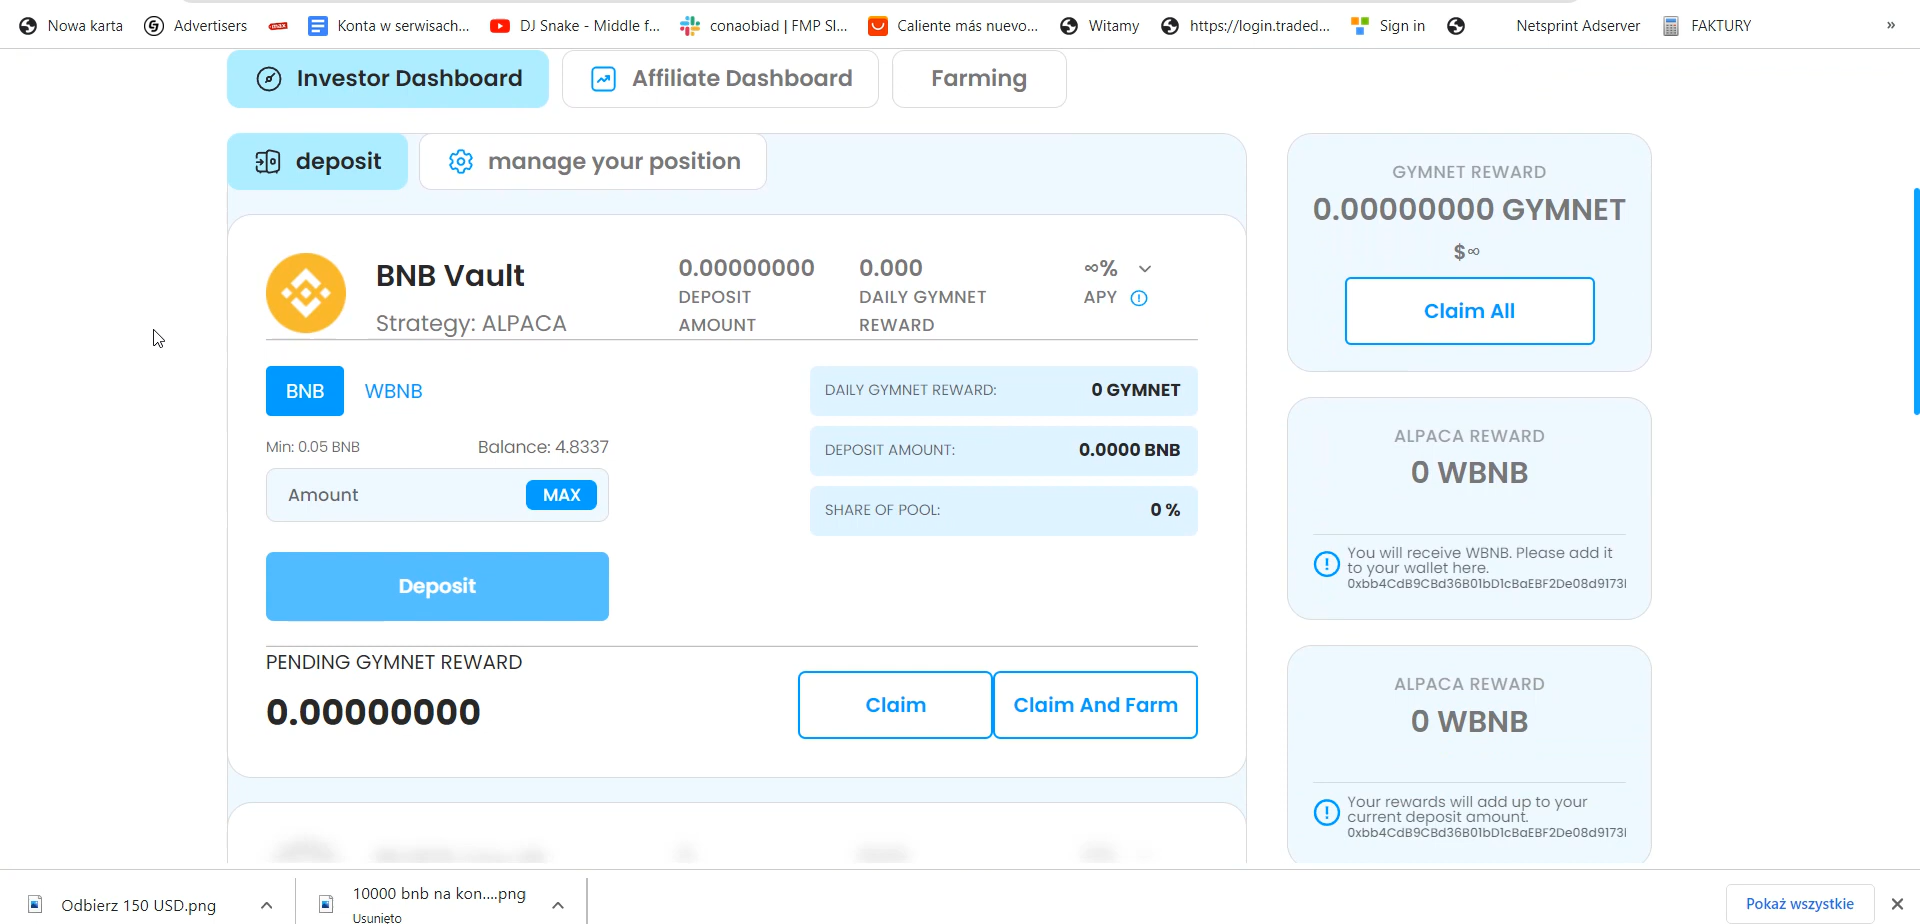 Nowa karta
Advertisers
max
Konta w serwisach...
DJ Snake - Middle f...
conaobiad | FMP Sl...
Caliente más nuevo...
Witamy
https://login.traded...
Sign in
Netsprint Adserver
FAKTURY
»
Investor Dashboard
Affiliate Dashboard
Farming
deposit
manage your position
BNB Vault
Strategy: ALPACA
0.00000000
DEPOSIT
AMOUNT
0.000
DAILY GYMNET
REWARD
∞%
APY
BNB
WBNB
Min: 0.05 BNB
Balance: 4.8337
Amount
MAX
Deposit
DAILY GYMNET REWARD:
0 GYMNET
DEPOSIT AMOUNT:
0.0000 BNB
SHARE OF POOL:
0 %
PENDING GYMNET REWARD
0.00000000
Claim
Claim And Farm
GYMNET REWARD
0.00000000 GYMNET
$∞
Claim All
ALPACA REWARD
0 WBNB
You will receive WBNB. Please add it
to your wallet here.
0xbb4CdB9CBd36B01bD1cBaEBF2De08d9173
ALPACA REWARD
0 WBNB
Your rewards will add up to your
current deposit amount.
0xbb4CdB9CBd36B01bD1cBaEBF2De08d9173
Odbierz 150 USD.png
10000 bnb na kon....png
Usunięto
Pokaż wszystkie